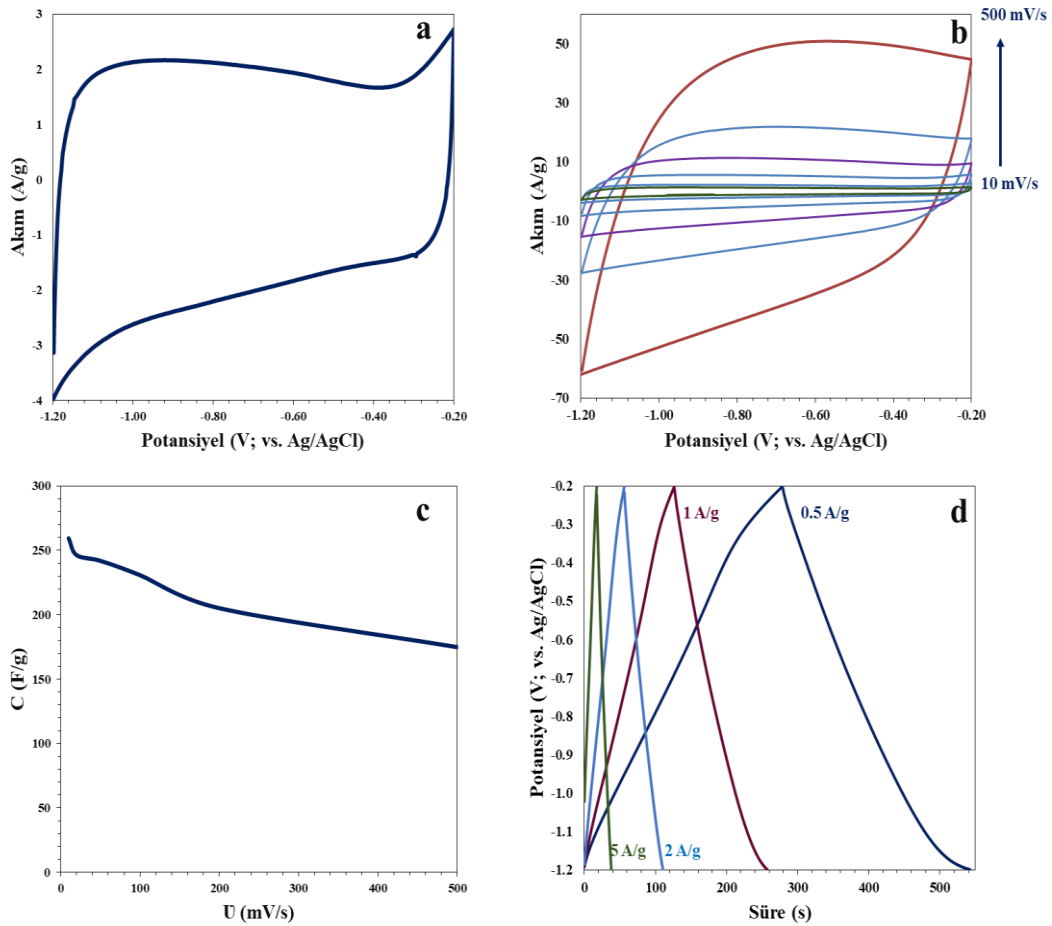 a
3
2
1
0
-1
-2
-3
-4
-1.20 -1.00 -0.80 -0.60 -0.40 -0.20
Akım (A/g)
Potansiyel (V; vs. Ag/AgCl)
b
50
30
10
-10
-30
-50
-70
-1.20 -1.00 -0.80 -0.60 -0.40 -0.20
Akım (A/g)
Potansiyel (V; vs. Ag/AgCl)
500 mV/s
10 mV/s
c
300
250
200
150
100
50
0
0 100 200 300 400 500
C (F/g)
Ʋ (mV/s)
d
-0.2
-0.3
-0.4
-0.5
-0.6
-0.7
-0.8
-0.9
-1.0
-1.1
-1.2
0 100 200 300 400 500
1 A/g
0.5 A/g
5 A/g
2 A/g
Potansiyel (V; vs. Ag/AgCl)
Süre (s)